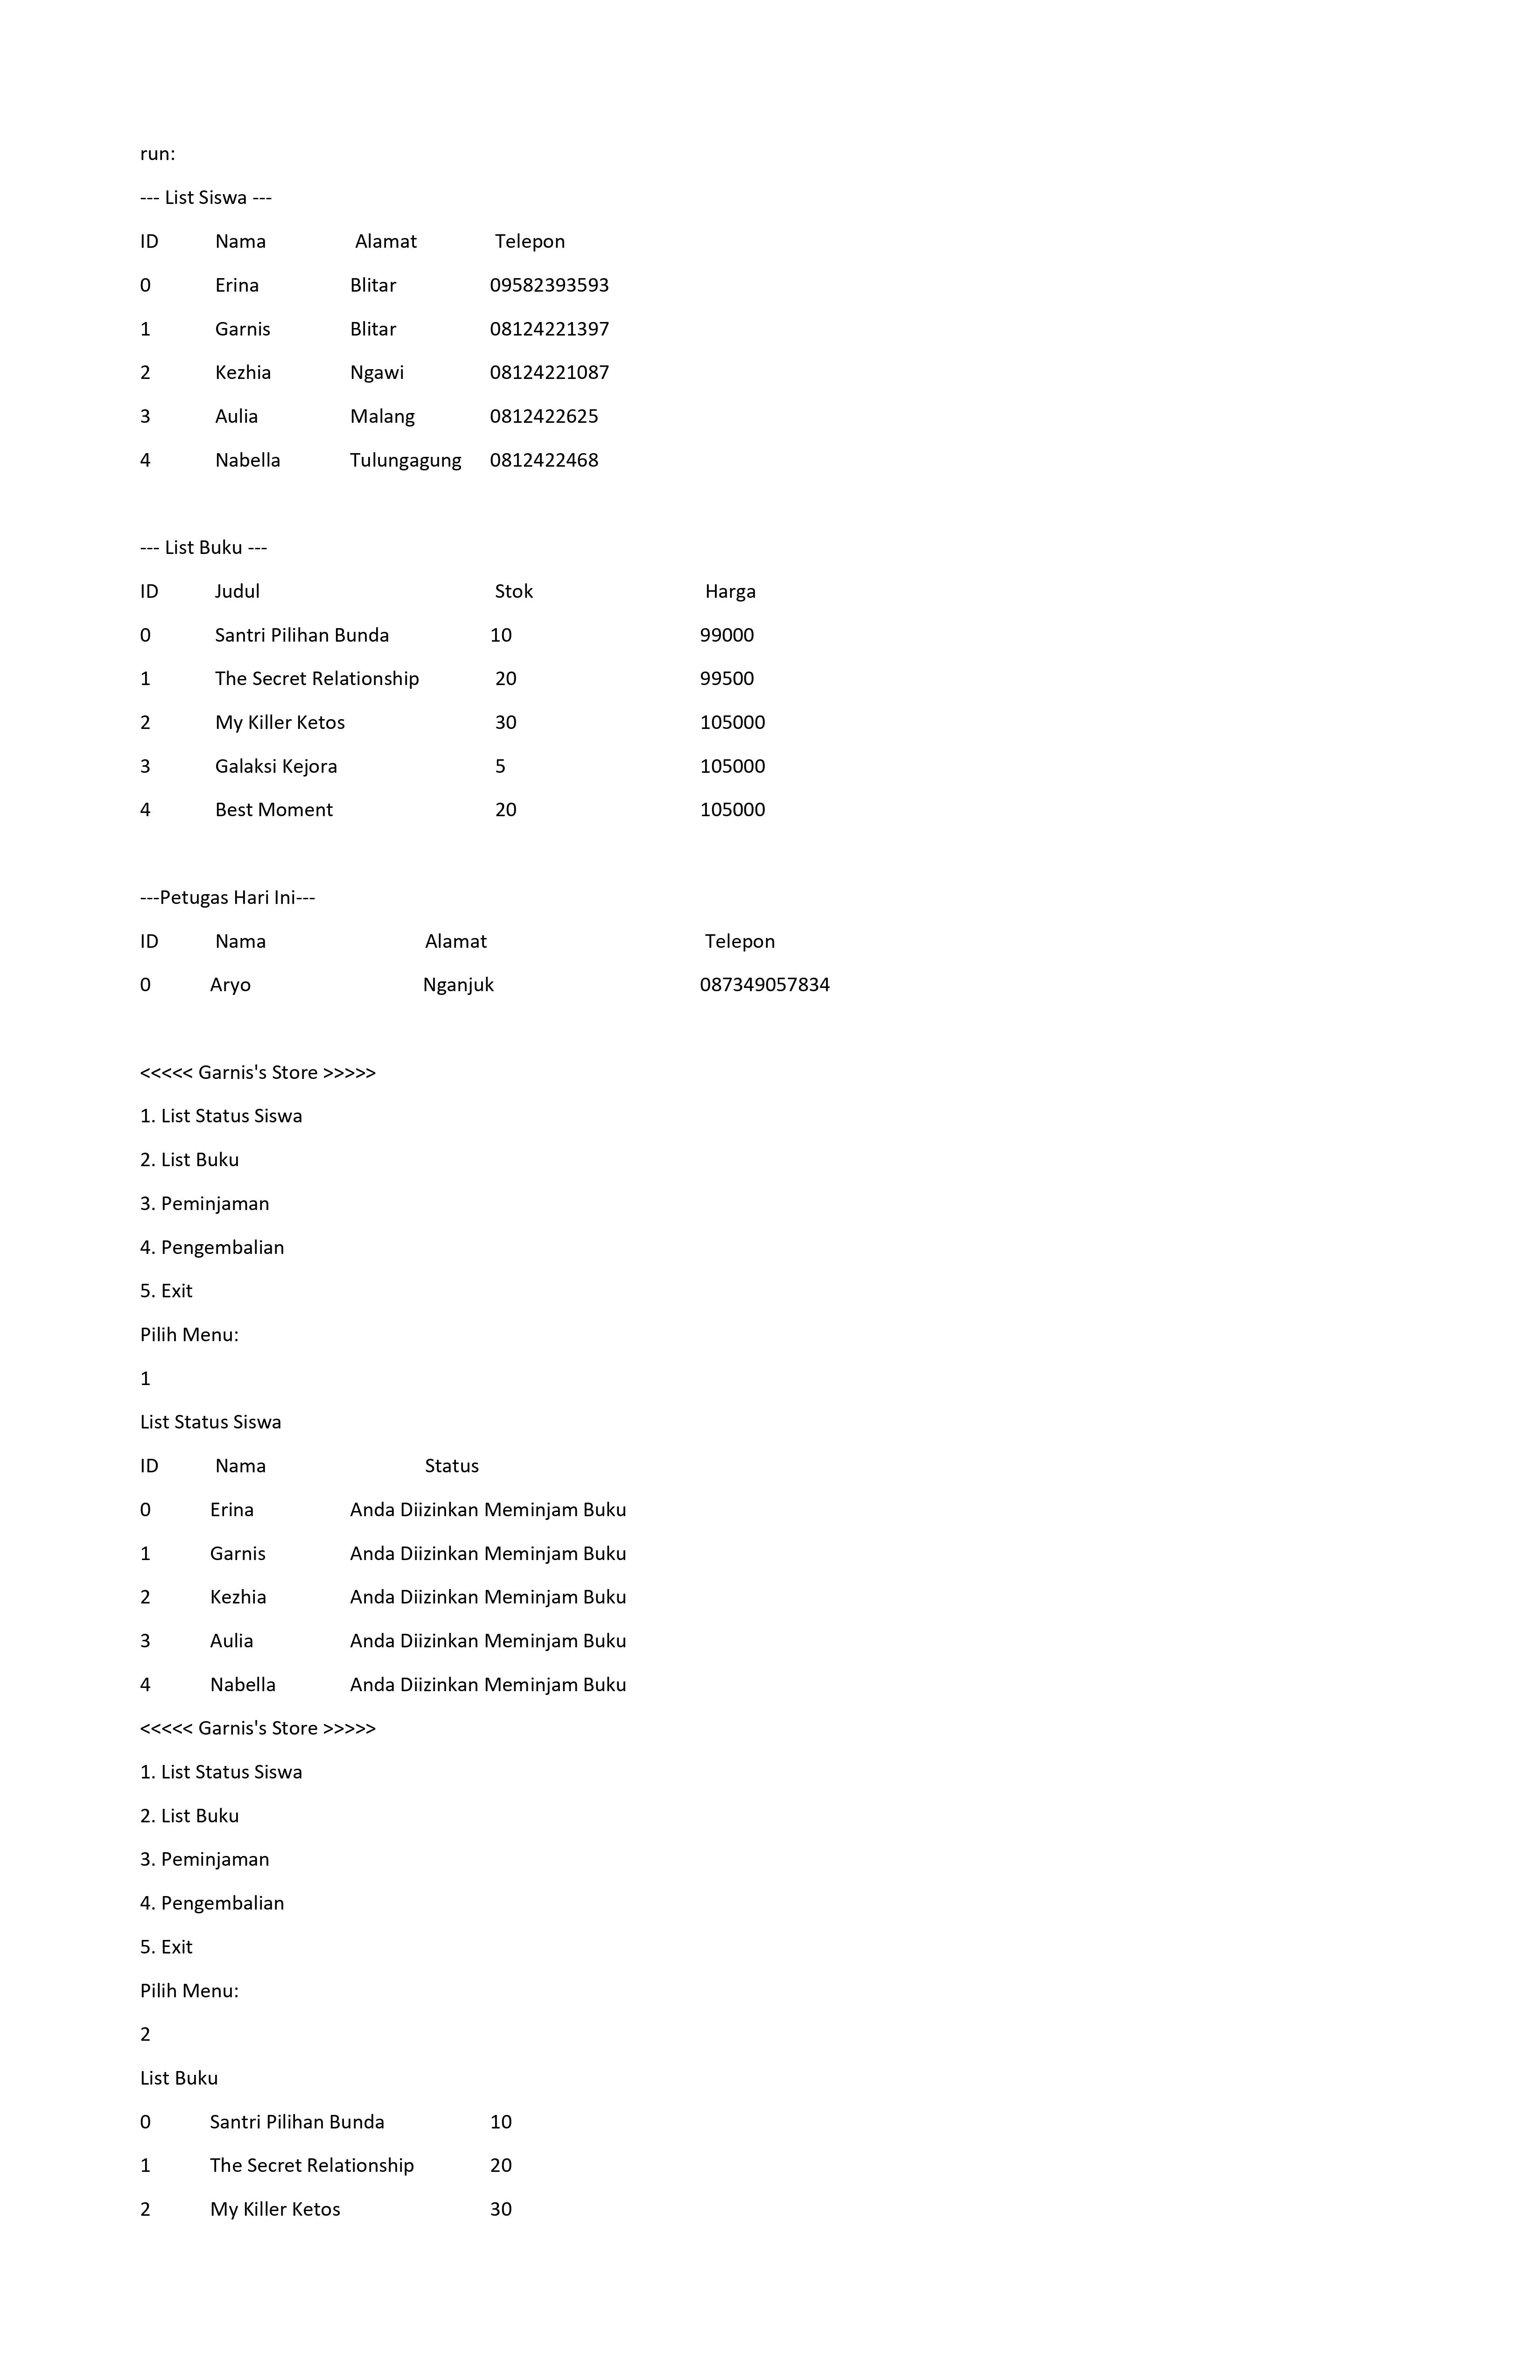 run:
--- List Siswa ---
ID Nama Alamat Telepon
0 Erina Blitar 09582393593
1 Garnis Blitar 08124221397
2 Kezhia Ngawi 08124221087
3 Aulia Malang 0812422625
4 Nabella Tulungagung 0812422468
--- List Buku ---
ID Judul Stok Harga
0 Santri Pilihan Bunda 10 99000
1 The Secret Relationship 20 99500
2 My Killer Ketos 30 105000
3 Galaksi Kejora 5 105000
4 Best Moment 20 105000
---Petugas Hari Ini---
ID Nama Alamat Telepon
0 Aryo Nganjuk 087349057834
<<<<< Garnis's Store >>>>>
1. List Status Siswa
2. List Buku
3. Peminjaman
4. Pengembalian
5. Exit
Pilih Menu:
1
List Status Siswa
ID Nama Status
0 Erina Anda Diizinkan Meminjam Buku
1 Garnis Anda Diizinkan Meminjam Buku
2 Kezhia Anda Diizinkan Meminjam Buku
3 Aulia Anda Diizinkan Meminjam Buku
4 Nabella Anda Diizinkan Meminjam Buku
<<<<< Garnis's Store >>>>>
1. List Status Siswa
2. List Buku
3. Peminjaman
4. Pengembalian
5. Exit
Pilih Menu:
2
List Buku
0 Santri Pilihan Bunda 10
1 The Secret Relationship 20
2 My Killer Ketos 30